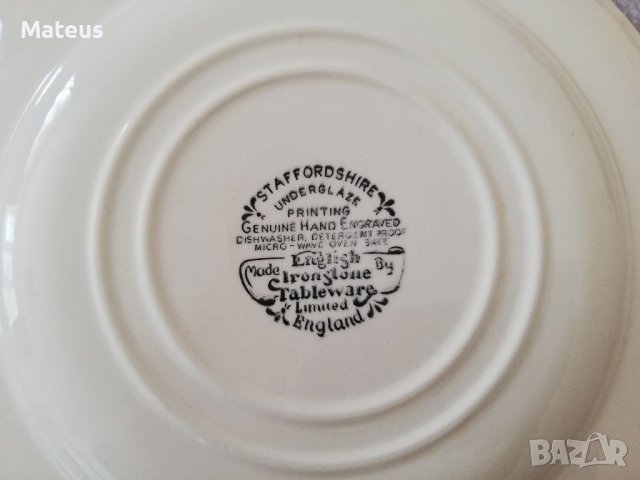 Mateus
STAFFORDSHIRE
UNDERGLAZE
PRINTING
GENUINE HAND ENGRAVED
DISHWASHER, DETERGENT PROOF
MICRO-WAVE OVEN SAFE
Made English By
Ironstone
Tableware
Limited
England
BAZAR